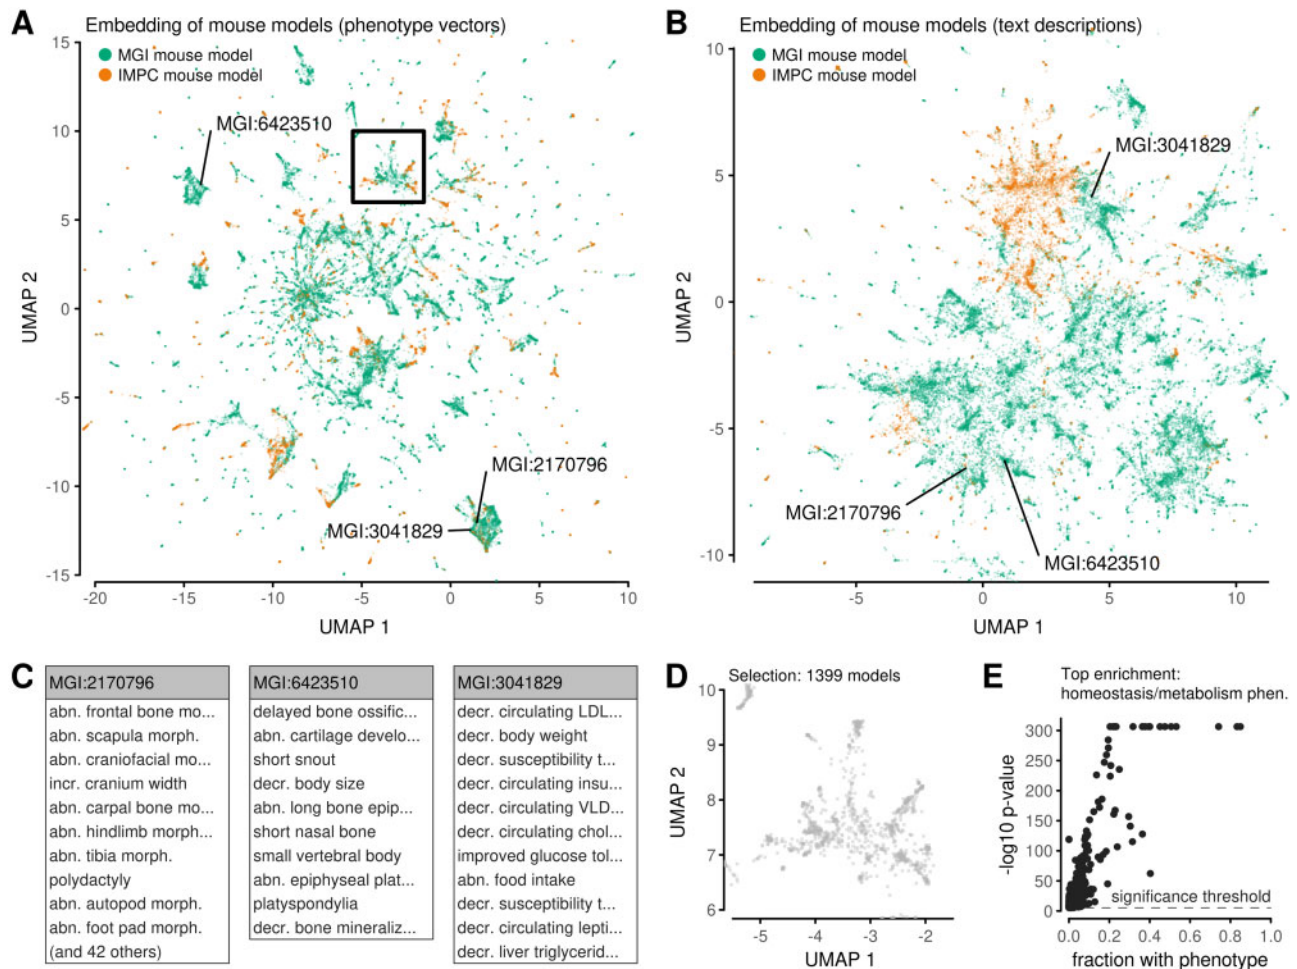 A
Embedding of mouse models (phenotype vectors)
MGI mouse model
IMPC mouse model
MGI:6423510
MGI:2170796
MGI:3041829
15
10
5
0
-5
-10
-15
UMAP 2
-20
-15
-10
-5
0
5
10
UMAP 1
B
Embedding of mouse models (text descriptions)
MGI mouse model
IMPC mouse model
MGI:3041829
MGI:2170796
MGI:6423510
10
5
0
-5
-10
UMAP 2
-5
0
5
10
UMAP 1
C
MGI:2170796
abn. frontal bone mo...
abn. scapula morph.
abn. craniofacial mo...
incr. cranium width
abn. carpal bone mo...
abn. hindlimb morph...
abn. tibia morph.
polydactyly
abn. autopod morph.
abn. foot pad morph.
(and 42 others)
MGI:6423510
delayed bone ossific...
abn. cartilage develo...
short snout
decr. body size
abn. long bone epip...
short nasal bone
small vertebral body
abn. epiphyseal plat...
platyspondylia
decr. bone mineraliz...
MGI:3041829
decr. circulating LDL...
decr. body weight
decr. susceptibility t...
decr. circulating insu...
decr. circulating VLD...
decr. circulating chol...
improved glucose tol...
abn. food intake
decr. susceptibility t...
decr. circulating lepti...
decr. liver triglycerid...
D
Selection: 1399 models
10
9
8
7
6
UMAP 2
-5
-4
-3
-2
UMAP 1
E
Top enrichment:
homeostasis/metabolism phen.
300
250
200
150
100
50
0
-log10 p-value
significance threshold
0.0
0.2
0.4
0.6
0.8
1.0
fraction with phenotype